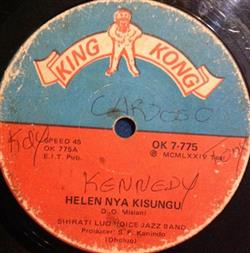 KING KONG
CARDOSO
Kdy
SPEED 45
OK 775A
E.I.T. Pub.
OK 7-775
℗ MCMLXXIV
KENNEDY
HELEN NYA KISUNGU
(D. O. Misiani)
SHIRATI LUO VOICE JAZZ BAND
Producer: S. F. Kanindo
(Dholuo)